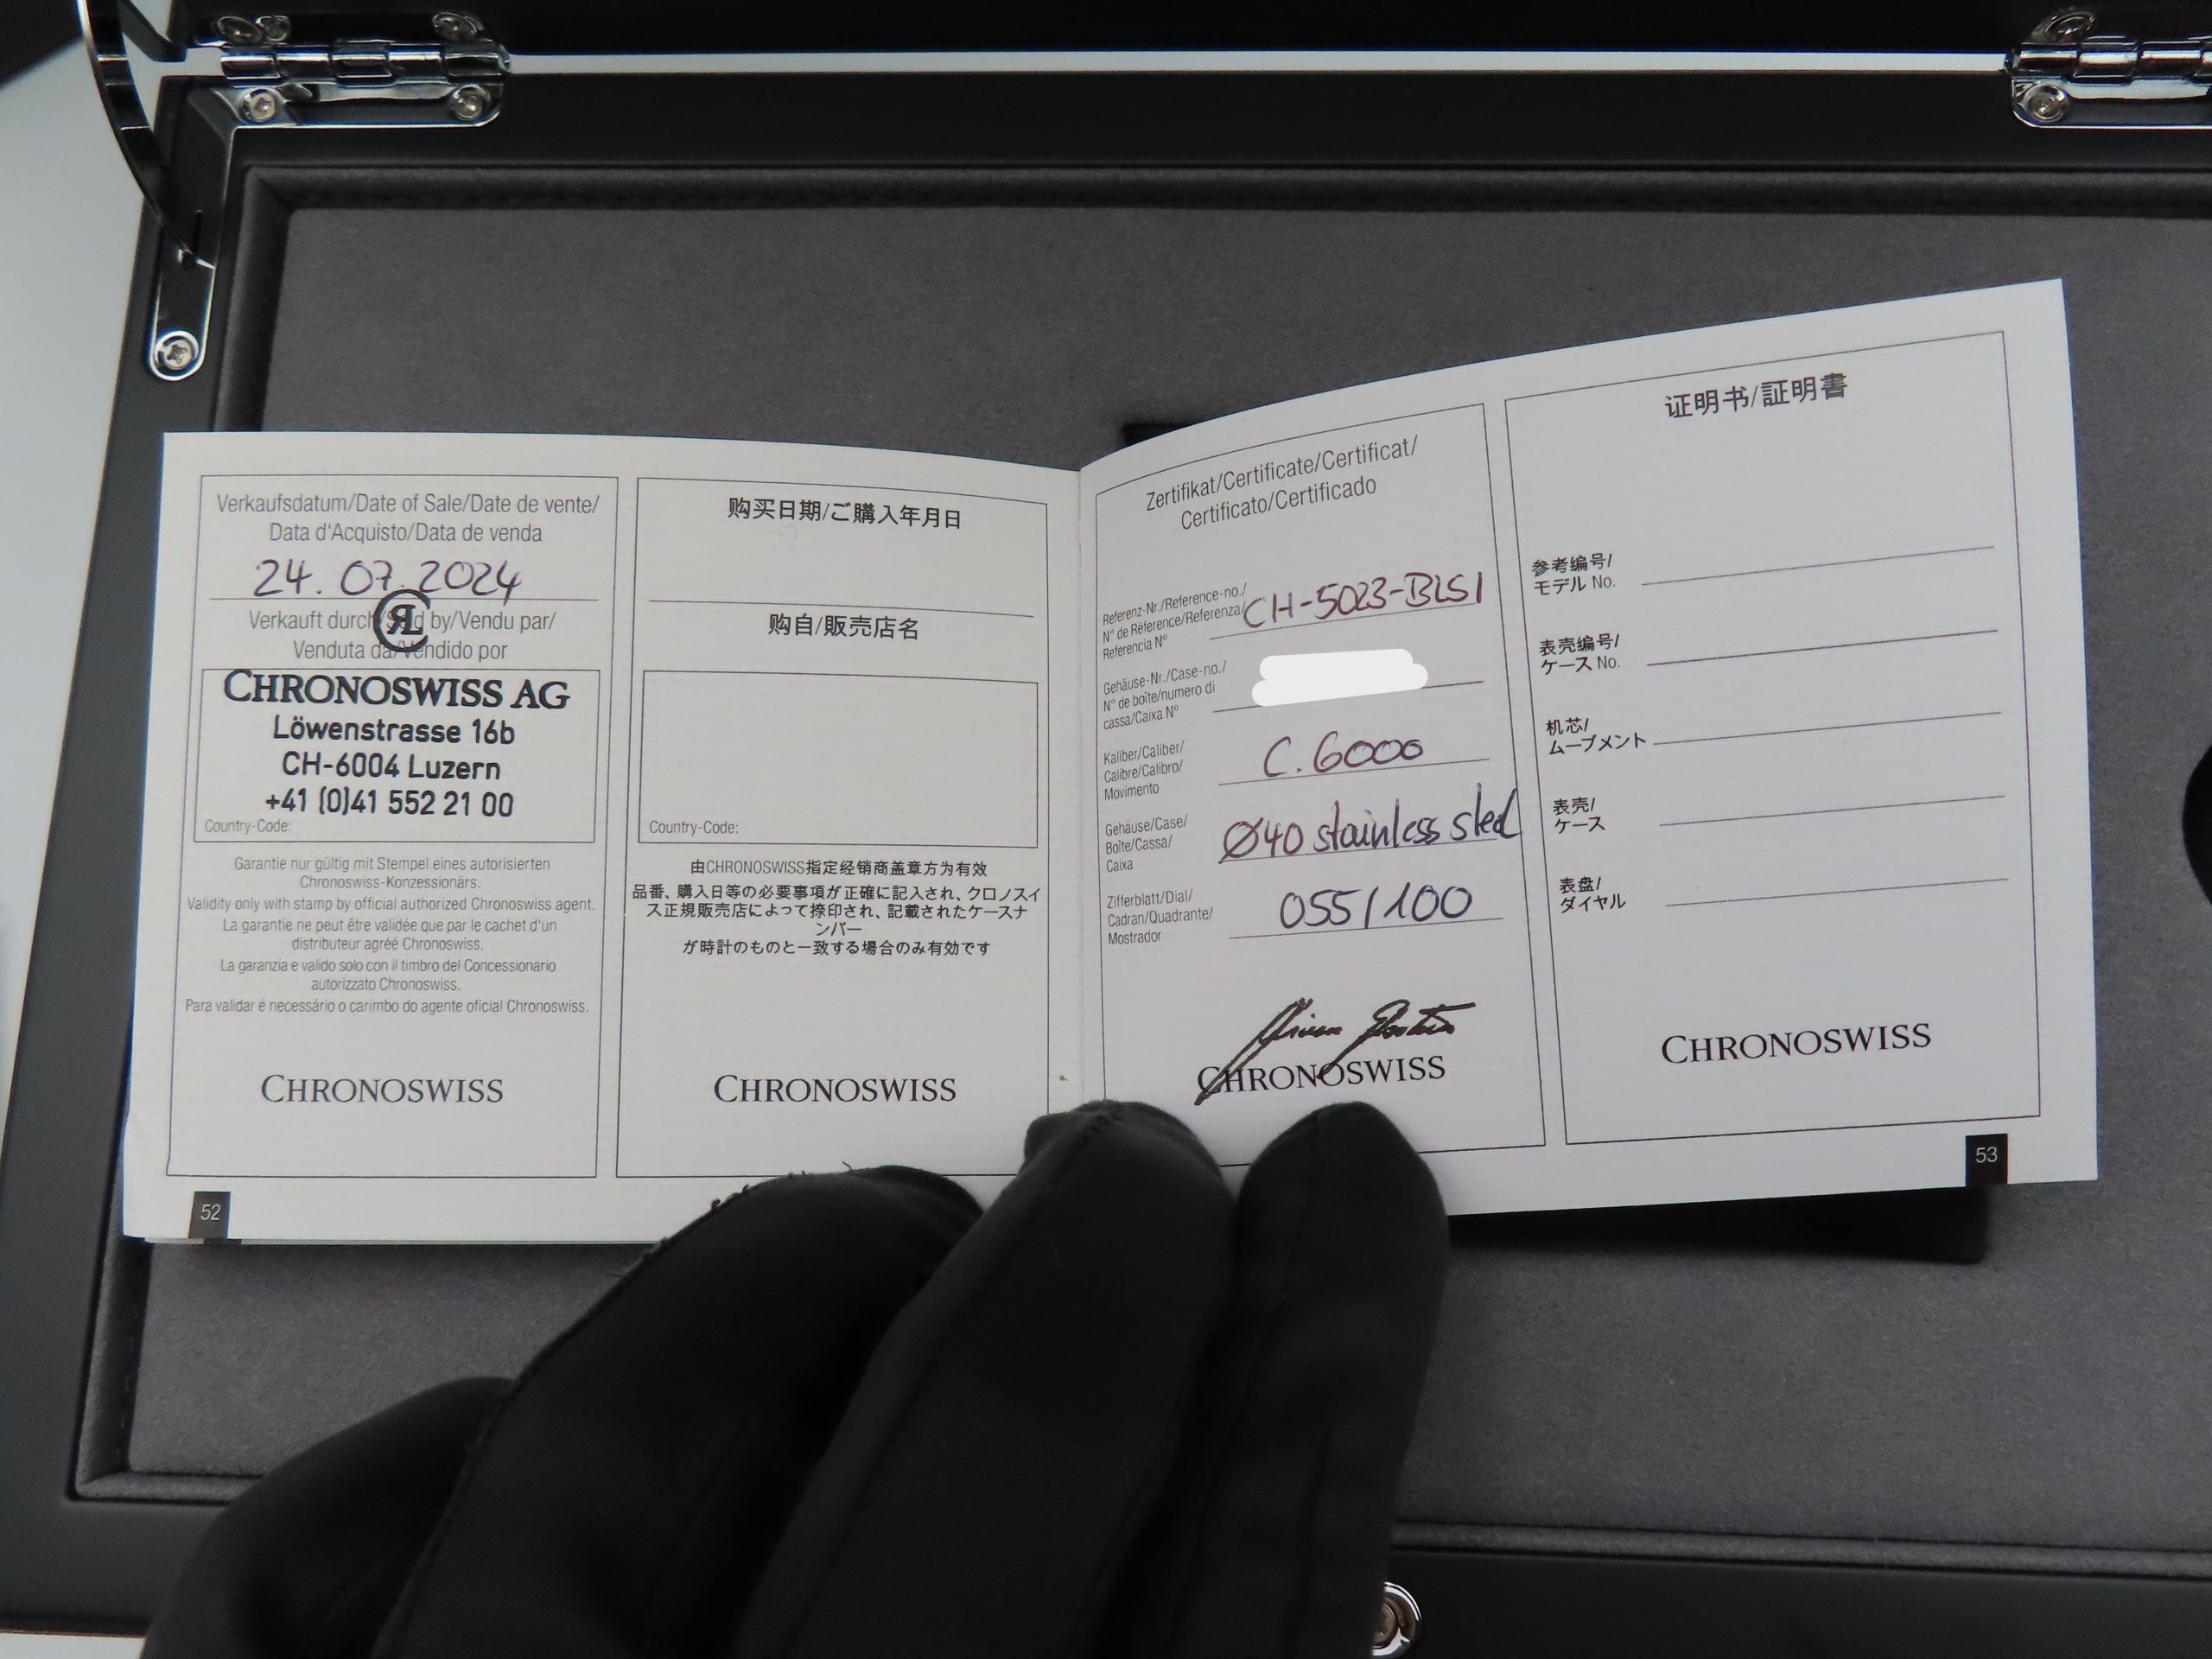 Verkaufsdatum/Date of Sale/Date de vente/
Data d'Acquisto/Data de venda
24.07.2024
Verkauft durch/Sold by/Vendu par/
Venduta da/Vendido por
CHRONOSWISS AG
Löwenstrasse 16b
CH-6004 Luzern
+41 (0)41 552 21 00
Country-Code:
Garantie nur gültig mit Stempel eines autorisierten
Chronoswiss-Konzessionärs.
Validity only with stamp by official authorized Chronoswiss agent.
La garantie ne peut être validée que par le cachet d'un
distributeur agréé Chronoswiss.
La garanzia e valido solo con il timbro del Concessionario
autorizzato Chronoswiss.
Para validar é necessário o carimbo do agente oficial Chronoswiss.
CHRONOSWISS
52
购买日期/ご購入年月日
购自/販売店名
Country-Code:
由CHRONOSWISS指定经销商盖章方为有效
品番、購入日等の必要事項が正確に記入され、クロノスイ
ス正規販売店によって捺印され、記載されたケースナ
ンバー
が時計のものと一致する場合のみ有効です
CHRONOSWISS
Zertifikat/Certificate/Certificat/
Certificato/Certificado
Referenz-Nr./Reference-no./
N° de Réference/Referenza/
Referencia N°
CH-5023-BLSI
Gehäuse-Nr./Case-no./
N° de boîte/numero di
cassa/Caixa N°
Kaliber/Caliber/
Calibre/Calibro/
Movimento
C.6000
Gehäuse/Case/
Boîte/Cassa/
Caixa
Ø40 stainless steel
Zifferblatt/Dial/
Cadran/Quadrante/
Mostrador
055/100
CHRONOSWISS
证明书/証明書
参考编号/
モデル No.
表壳编号/
ケース No.
机芯/
ムーブメント
表壳/
ケース
表盘/
ダイヤル
CHRONOSWISS
53